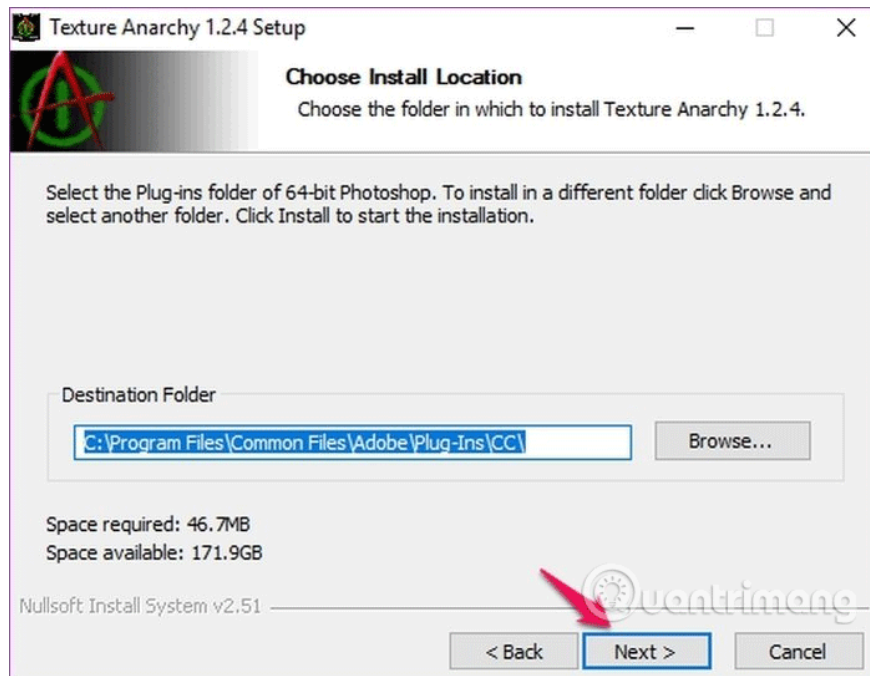 Texture Anarchy 1.2.4 Setup
Choose Install Location
Choose the folder in which to install Texture Anarchy 1.2.4.
Select the Plug-ins folder of 64-bit Photoshop. To install in a different folder click Browse and
select another folder. Click Install to start the installation.
Destination Folder
C:\Program Files\Common Files\Adobe\Plug-Ins\CC\
Browse...
Space required: 46.7MB
Space available: 171.9GB
Nullsoft Install System v2.51
Quantrimang
< Back
Next >
Cancel